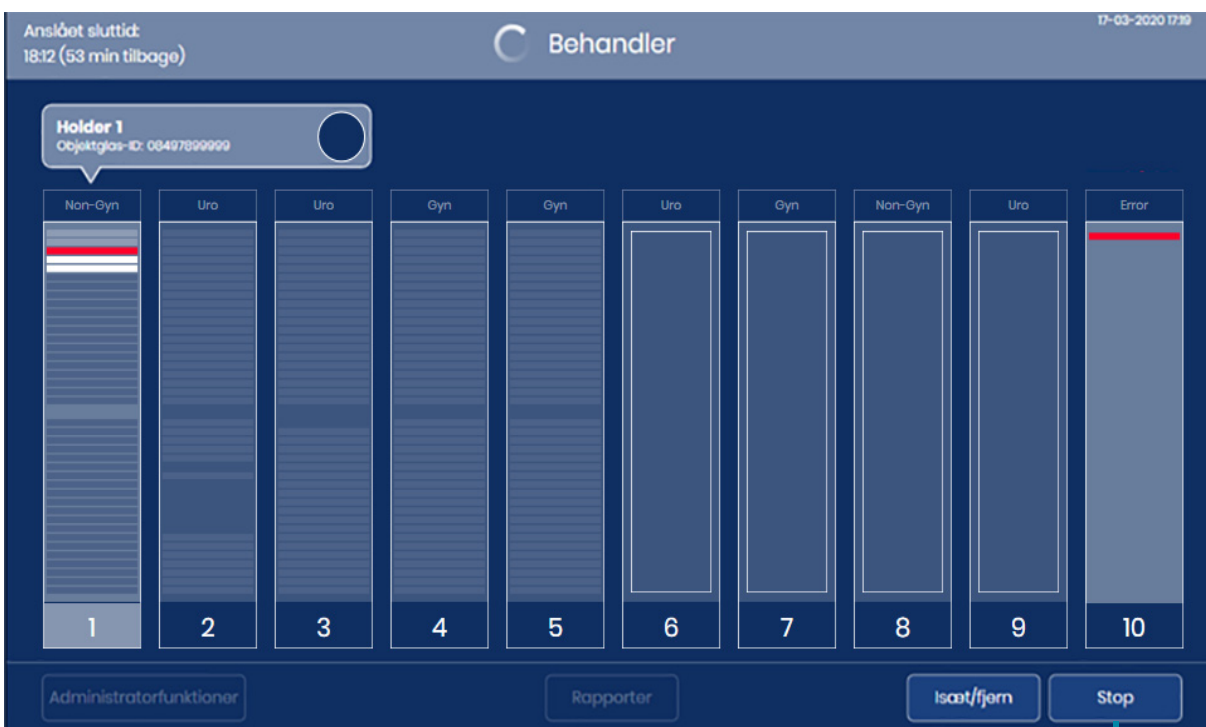 Anslået sluttid:
18:12 (53 min tilbage)
Behandler
17-03-2020 17:19
Holder 1
Objektglas-ID: 08497899999
Non-Gyn
Uro
Uro
Gyn
Gyn
Uro
Gyn
Non-Gyn
Uro
Error
1
2
3
4
5
6
7
8
9
10
Administratorfunktioner
Rapporter
Isæt/fjern
Stop